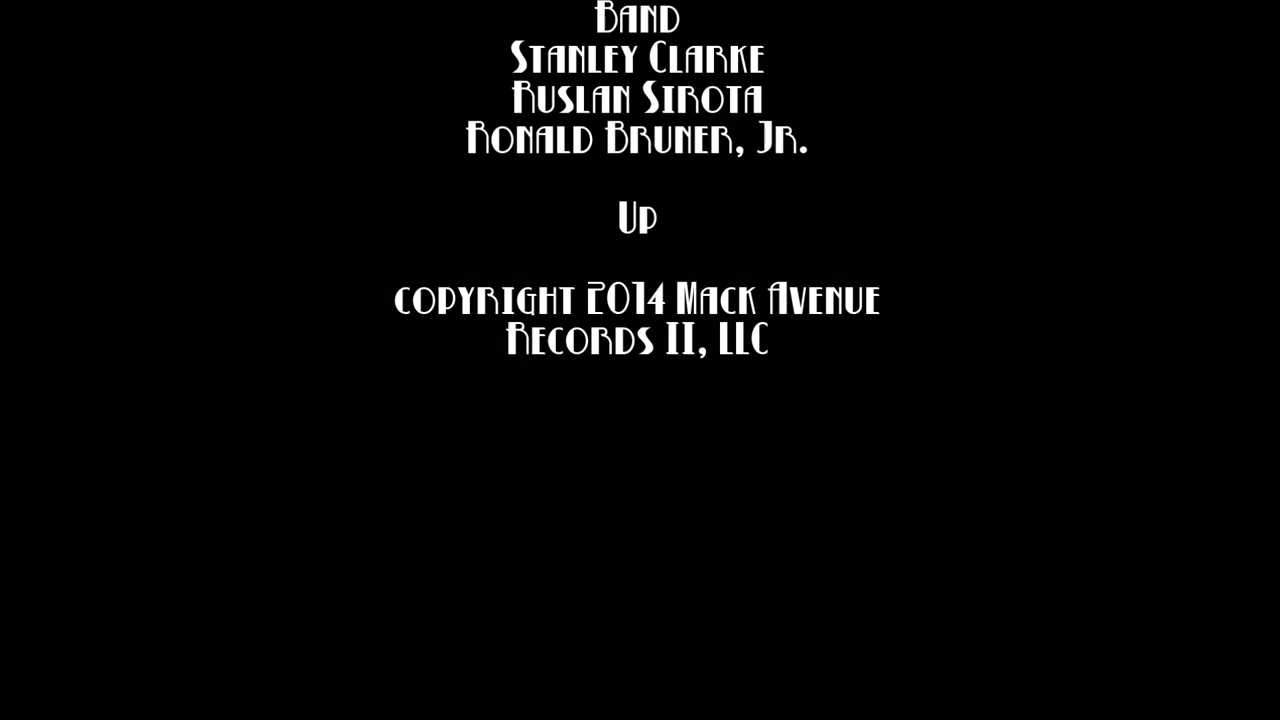 Band
Stanley Clarke
Ruslan Sirota
Ronald Bruner, Jr.
Up
copyright 2014 Mack Avenue
Records II, LLC